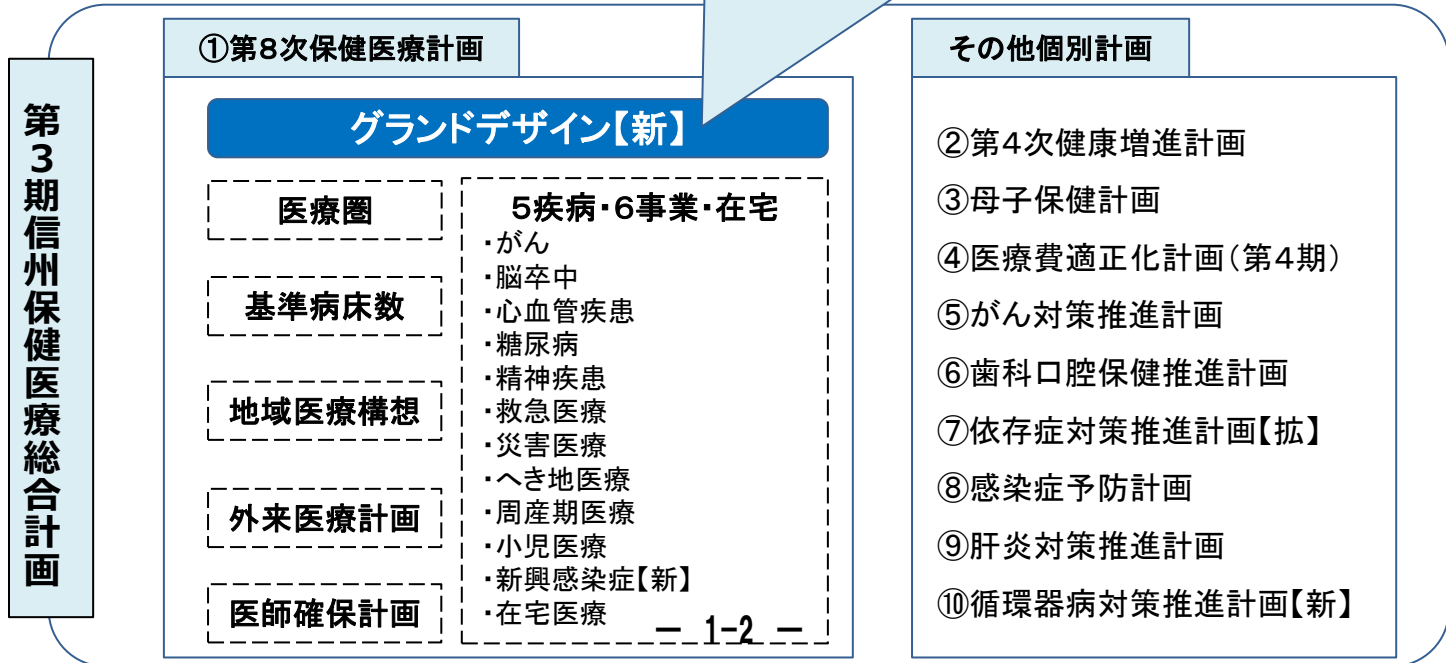 第3期信州保健医療総合計画
①第8次保健医療計画
グランドデザイン【新】
医療圏
基準病床数
地域医療構想
外来医療計画
医師確保計画
5疾病・6事業・在宅
・がん
・脳卒中
・心血管疾患
・糖尿病
・精神疾患
・救急医療
・災害医療
・へき地医療
・周産期医療
・小児医療
・新興感染症【新】
・在宅医療
― 1-2 ―
その他個別計画
②第4次健康増進計画
③母子保健計画
④医療費適正化計画（第4期）
⑤がん対策推進計画
⑥歯科口腔保健推進計画
⑦依存症対策推進計画【拡】
⑧感染症予防計画
⑨肝炎対策推進計画
⑩循環器病対策推進計画【新】